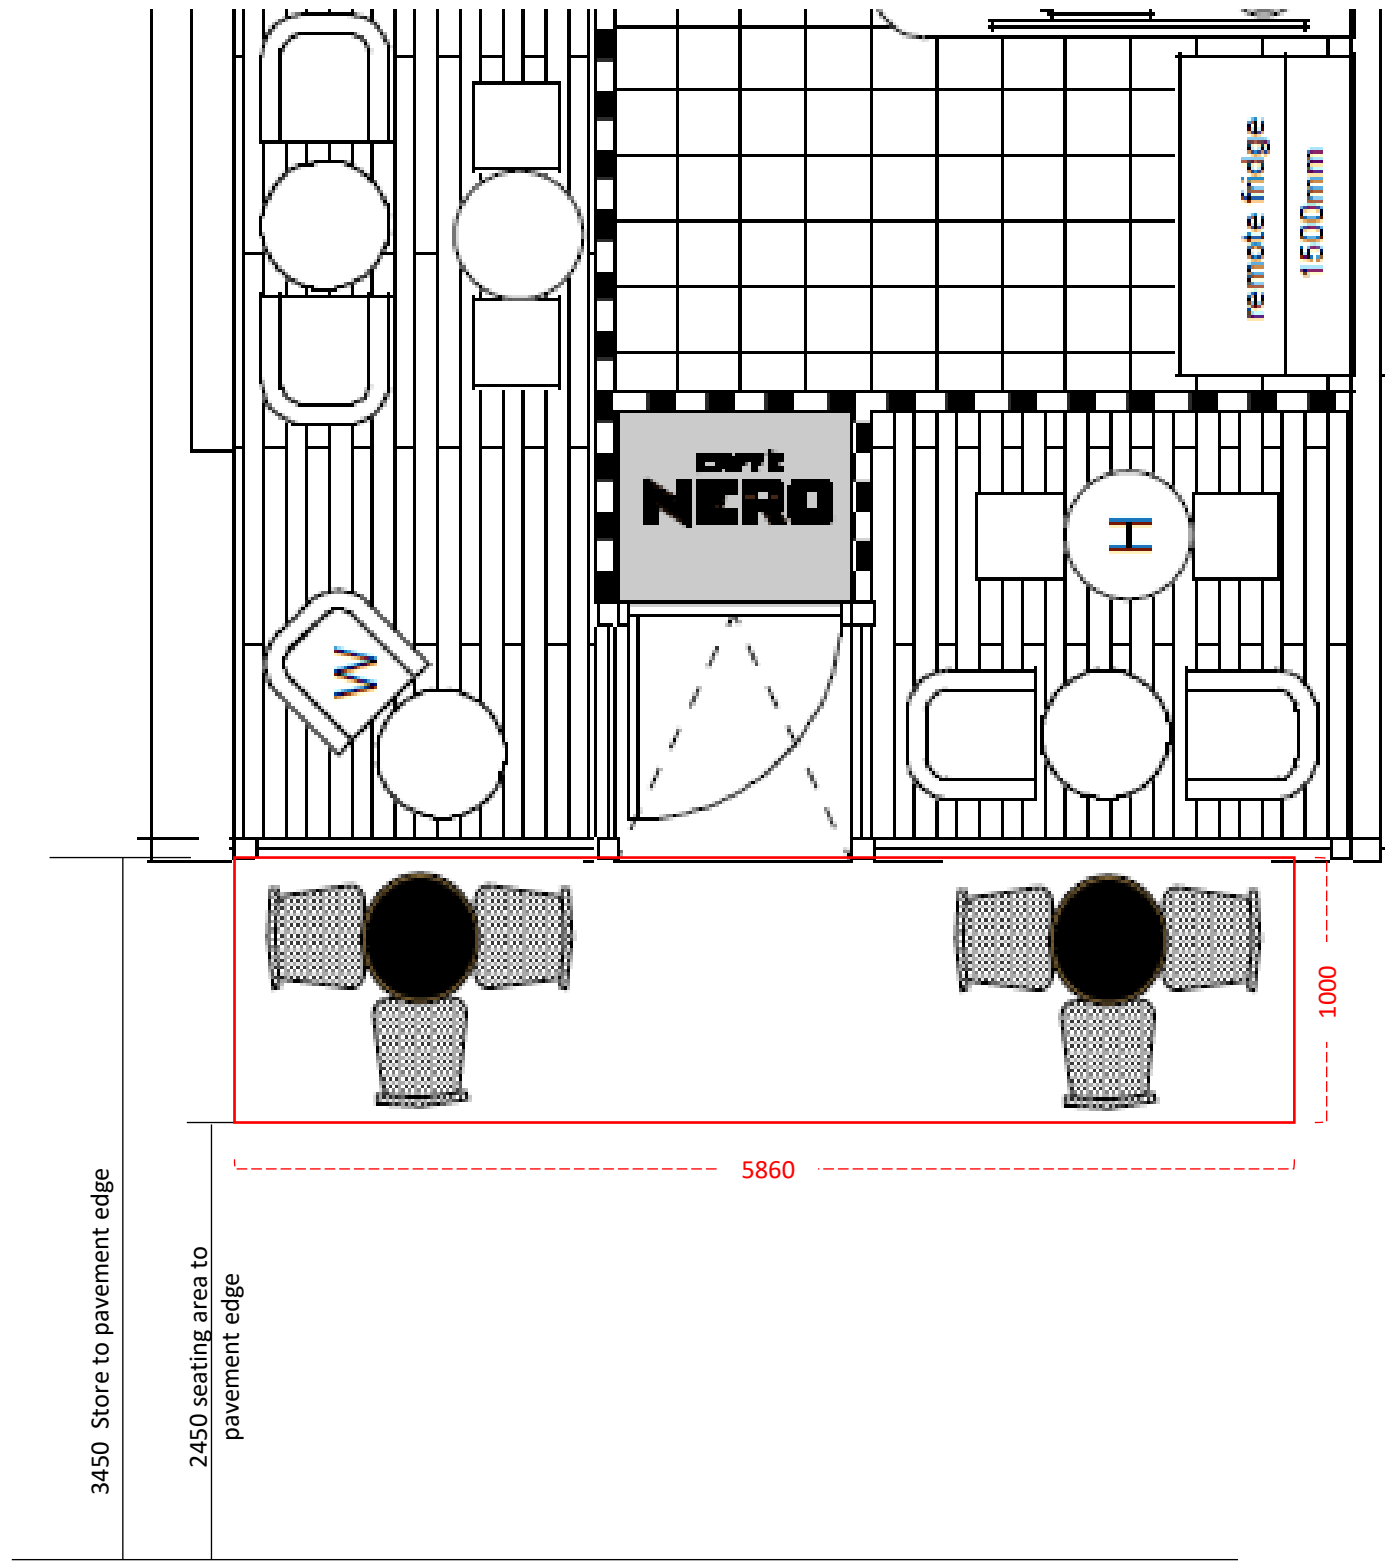 remote fridge
1500mm
CAFFÈ
NERO
H
W
1000
5860
3450  Store to pavement edge
2450 seating area to
pavement edge